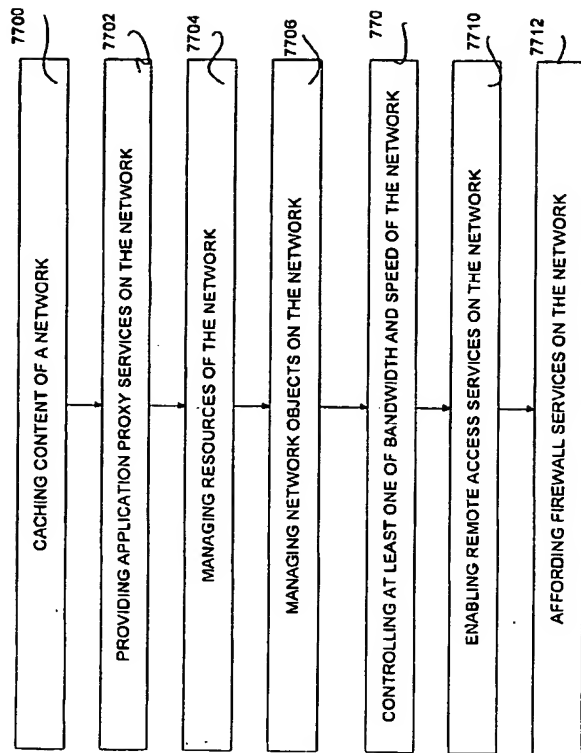 7700
CACHING CONTENT OF A NETWORK
7702
PROVIDING APPLICATION PROXY SERVICES ON THE NETWORK
7704
MANAGING RESOURCES OF THE NETWORK
7706
MANAGING NETWORK OBJECTS ON THE NETWORK
770
CONTROLLING AT LEAST ONE OF BANDWIDTH AND SPEED OF THE NETWORK
7710
ENABLING REMOTE ACCESS SERVICES ON THE NETWORK
7712
AFFORDING FIREWALL SERVICES ON THE NETWORK